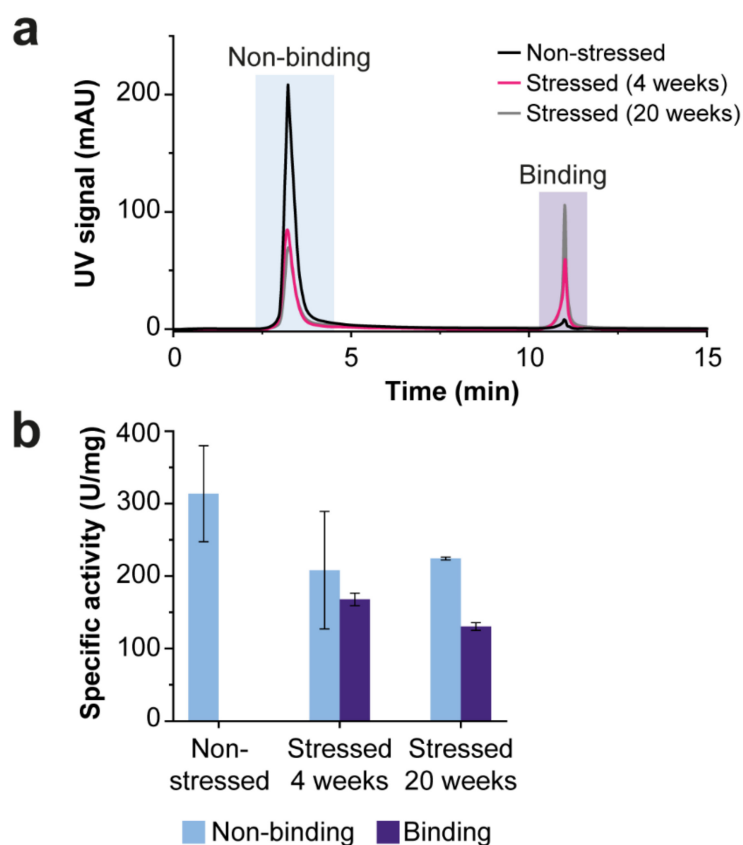 a
Non-binding
Non-stressed
Stressed (4 weeks)
Stressed (20 weeks)
Binding
UV signal (mAU)
200
100
0
0 5 10 15
Time (min)
b
Specific activity (U/mg)
400
300
200
100
0
Non-
stressed
Stressed
4 weeks
Stressed
20 weeks
Non-binding Binding